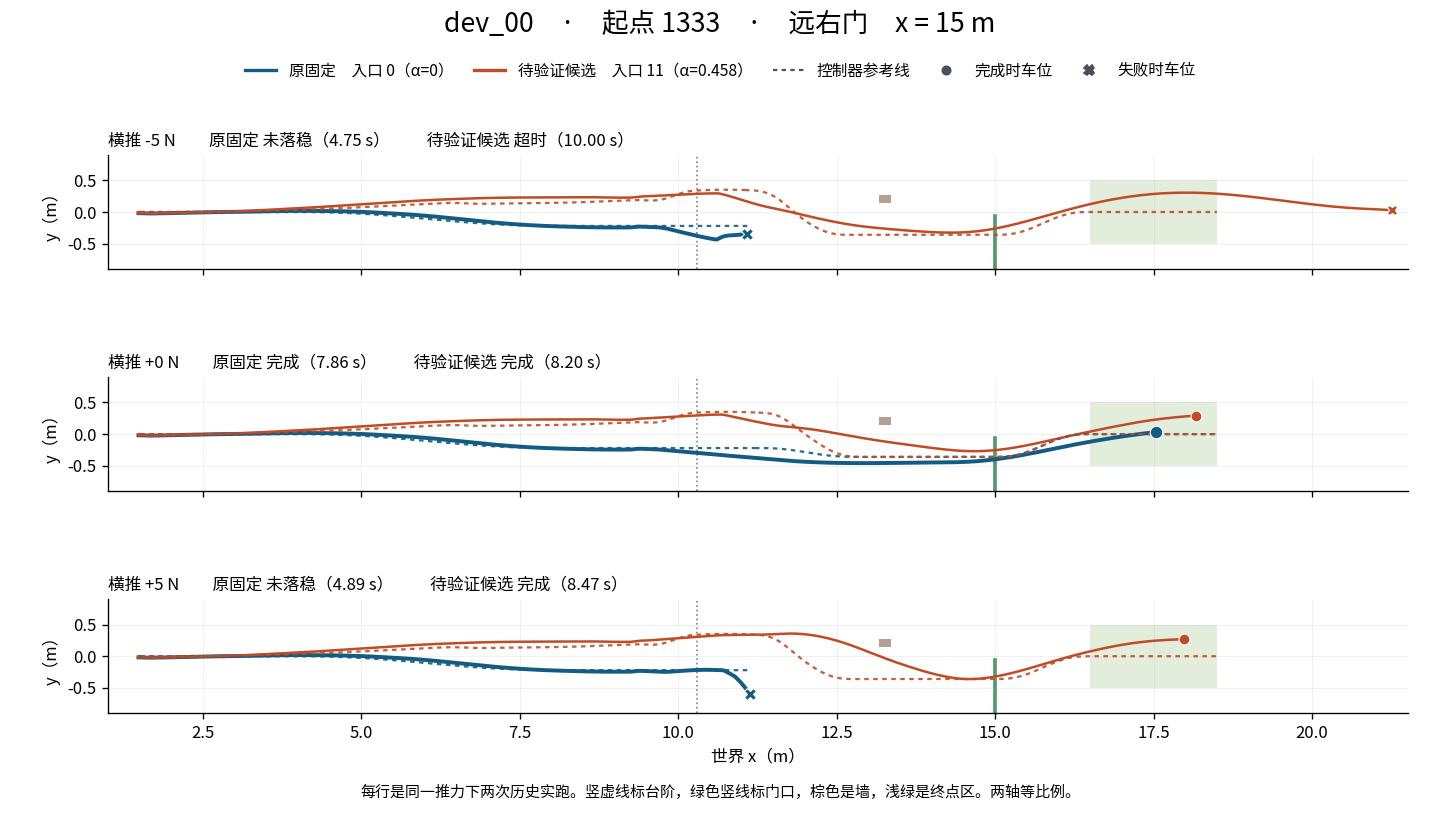 dev_00 · 起点 1333 · 远右门 x = 15 m
原固定 入口 0（α=0） 待验证候选 入口 11（α=0.458） 控制器参考线 完成时车位 失败时车位
横推 -5 N 原固定 未落稳（4.75 s） 待验证候选 超时（10.00 s）
0.5
0.0
-0.5
y（m）
横推 +0 N 原固定 完成（7.86 s） 待验证候选 完成（8.20 s）
0.5
0.0
-0.5
y（m）
横推 +5 N 原固定 未落稳（4.89 s） 待验证候选 完成（8.47 s）
0.5
0.0
-0.5
y（m）
2.5 5.0 7.5 10.0 12.5 15.0 17.5 20.0
世界 x（m）
每行是同一推力下两次历史实跑。竖虚线标台阶，绿色竖线标门口，棕色是墙，浅绿是终点区。两轴等比例。